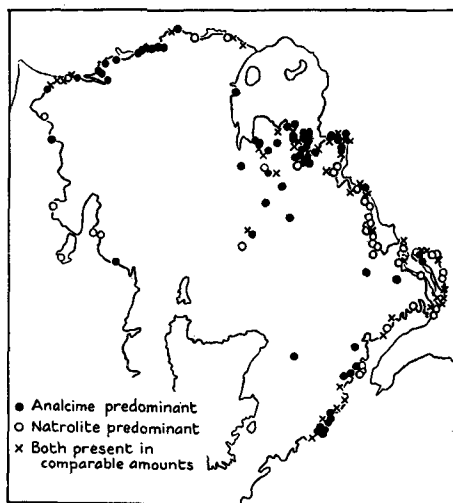 ● Analcime predominant
○ Natrolite predominant
× Both present in
comparable amounts